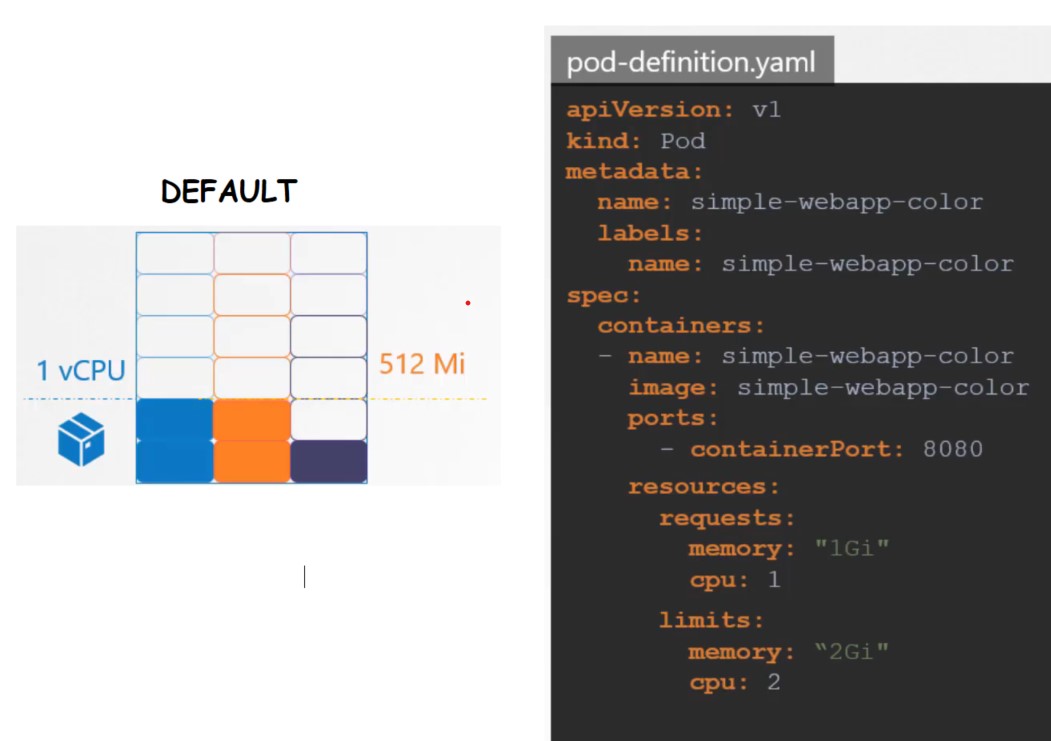 DEFAULT
1 vCPU
512 Mi
pod-definition.yaml
apiVersion: v1
kind: Pod
metadata:
  name: simple-webapp-color
  labels:
    name: simple-webapp-color
spec:
  containers:
  - name: simple-webapp-color
    image: simple-webapp-color
    ports:
      - containerPort: 8080
    resources:
      requests:
        memory: "1Gi"
        cpu: 1
      limits:
        memory: “2Gi"
        cpu: 2